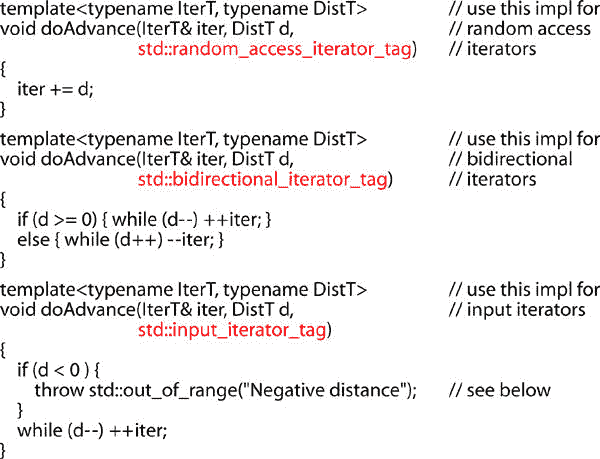 template<typename IterT, typename DistT> // use this impl for
void doAdvance(IterT& iter, DistT d, // random access
std::random_access_iterator_tag) // iterators
{
iter += d;
}
template<typename IterT, typename DistT> // use this impl for
void doAdvance(IterT& iter, DistT d, // bidirectional
std::bidirectional_iterator_tag) // iterators
{
if (d >= 0) { while (d--) ++iter; }
else { while (d++) --iter; }
}
template<typename IterT, typename DistT> // use this impl for
void doAdvance(IterT& iter, DistT d, // input iterators
std::input_iterator_tag)
{
if (d < 0 ) {
throw std::out_of_range("Negative distance"); // see below
}
while (d--) ++iter;
}